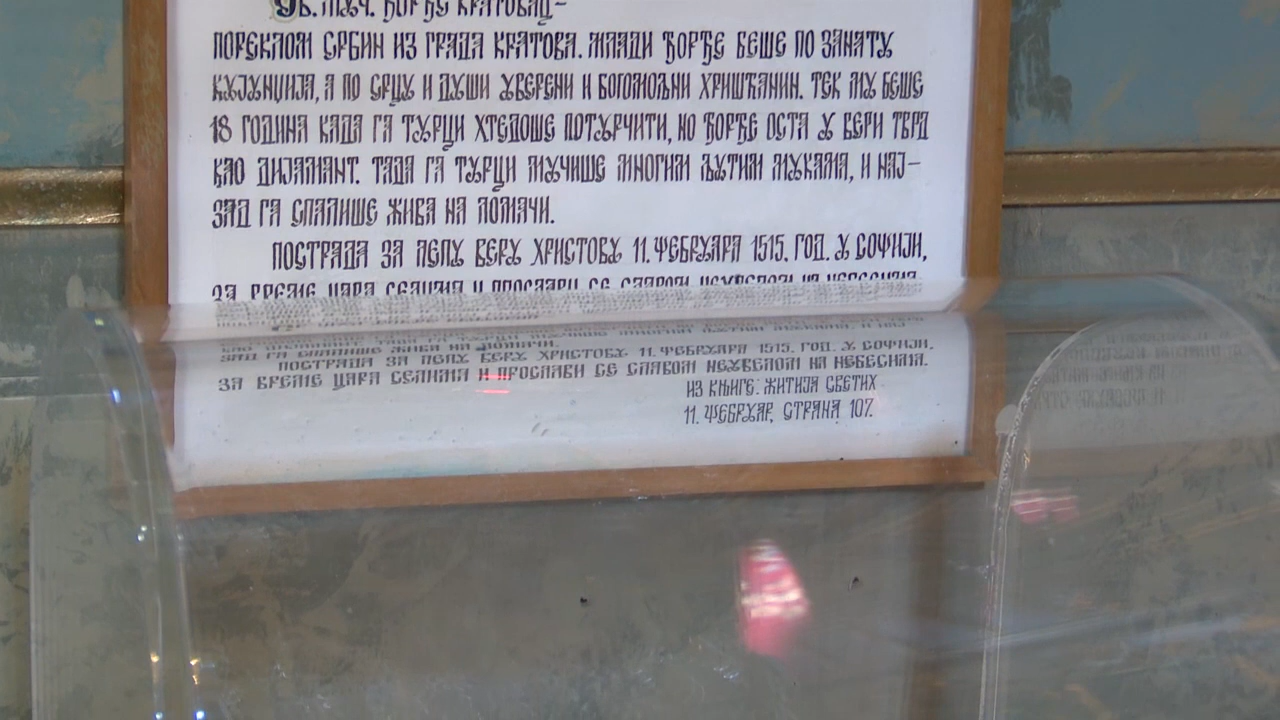 Св. муч. Ђорђе Кратовац–
пореклом Србин из града Кратова. Млади Ђорђе беше по занату
кујунџија, а по срцу и души уверени и богомољни хришћанин. Тек му беше
18 година када га Турци хтедоше потурчити, но Ђорђе оста у вери тврд
као дијамант. Тада га Турци мучише многим љутим мукама, и нај–
зад га спалише жива на ломачи.
Пострада за лепу веру Христову 11. фебруара 1515. год. у Софији,
за време цара Селима и прослави се славом неувелом на небесима.
Из књиге: Житија светих
11. фебруар, страна 107.